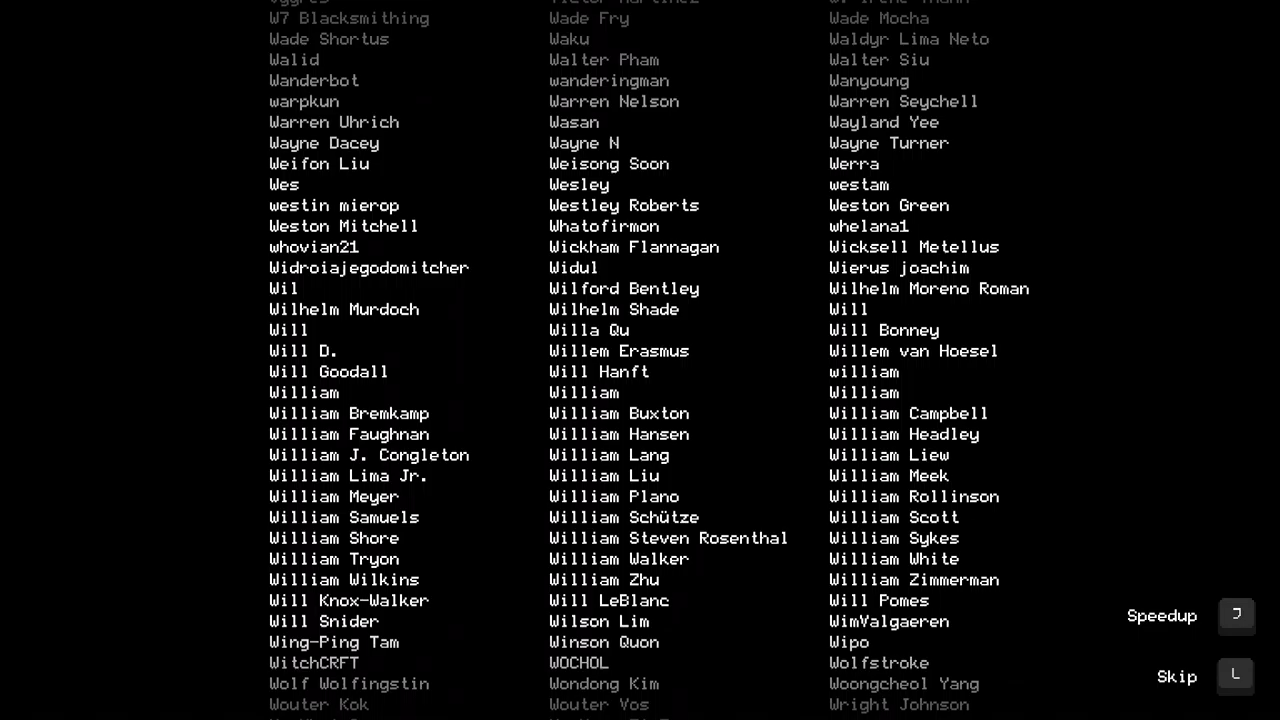 W7 Blacksmithing Wade Fry Wade Mocha
Wade Shortus Waku Waldyr Lima Neto
Walid Walter Pham Walter Siu
Wanderbot wanderingman Wanyoung
warpkun Warren Nelson Warren Seychell
Warren Uhrich Wasan Wayland Yee
Wayne Dacey Wayne N Wayne Turner
Weifon Liu Weisong Soon Werra
Wes Wesley westam
westin mierop Westley Roberts Weston Green
Weston Mitchell Whatofirmon whelana1
whovian21 Wickham Flannagan Wicksell Metellus
Widroiajegodomitcher Widul Wierus joachim
Wil Wilford Bentley Wilhelm Moreno Roman
Wilhelm Murdoch Wilhelm Shade Will
Will Willa Qu Will Bonney
Will D. Willem Erasmus Willem van Hoesel
Will Goodall Will Hanft william
William William William
William Bremkamp William Buxton William Campbell
William Faughnan William Hansen William Headley
William J. Congleton William Lang William Liew
William Lima Jr. William Liu William Meek
William Meyer William Plano William Rollinson
William Samuels William Schütze William Scott
William Shore William Steven Rosenthal William Sykes
William Tryon William Walker William White
William Wilkins William Zhu William Zimmerman
Will Knox-Walker Will LeBlanc Will Pomes
Will Snider Wilson Lim WimValgaeren
Wing-Ping Tam Winson Quon Wipo
WitchCRFT WOCHOL Wolfstroke
Wolf Wolfingstin Wondong Kim Woongcheol Yang
Wouter Kok Wouter Vos Wright Johnson
Speedup J
Skip L